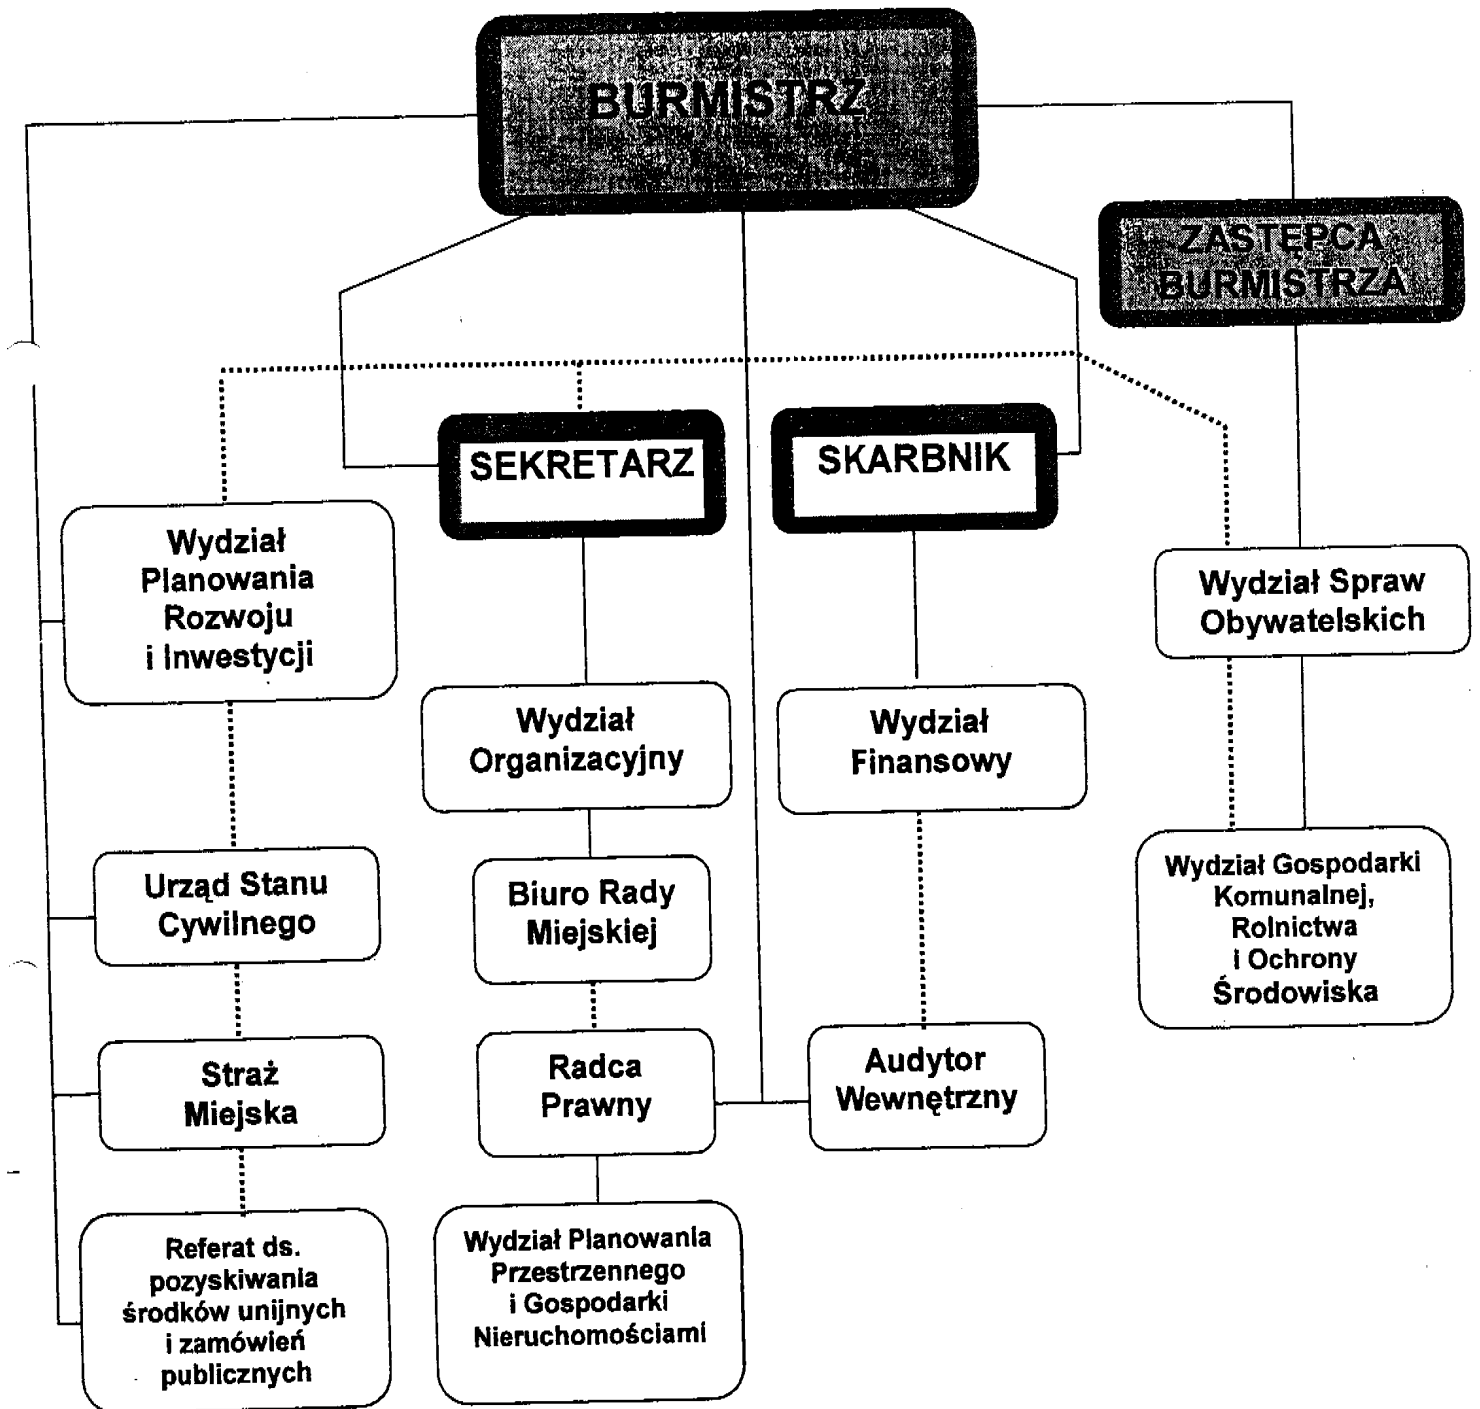 BURMISTRZ
ZASTĘPCA
BURMISTRZA
SEKRETARZ
SKARBNIK
Wydział
Planowania
Rozwoju
i Inwestycji
Wydział Spraw
Obywatelskich
Wydział
Organizacyjny
Wydział
Finansowy
Urząd Stanu
Cywilnego
Biuro Rady
Miejskiej
Wydział Gospodarki
Komunalnej,
Rolnictwa
i Ochrony
Środowiska
Straż
Miejska
Radca
Prawny
Audytor
Wewnętrzny
Referat ds.
pozyskiwania
środków unijnych
i zamówień
publicznych
Wydział Planowania
Przestrzennego
i Gospodarki
Nieruchomościami